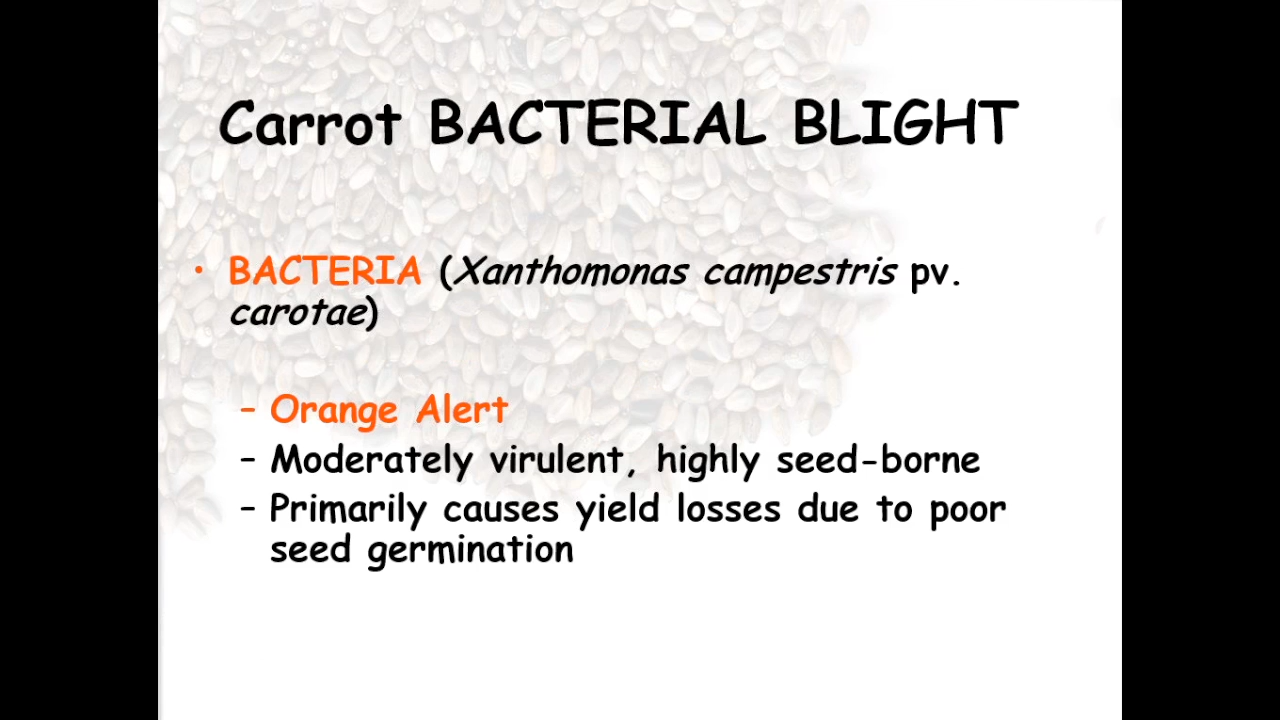 Carrot BACTERIAL BLIGHT
• BACTERIA (Xanthomonas campestris pv.
carotae)
– Orange Alert
– Moderately virulent, highly seed-borne
– Primarily causes yield losses due to poor
seed germination